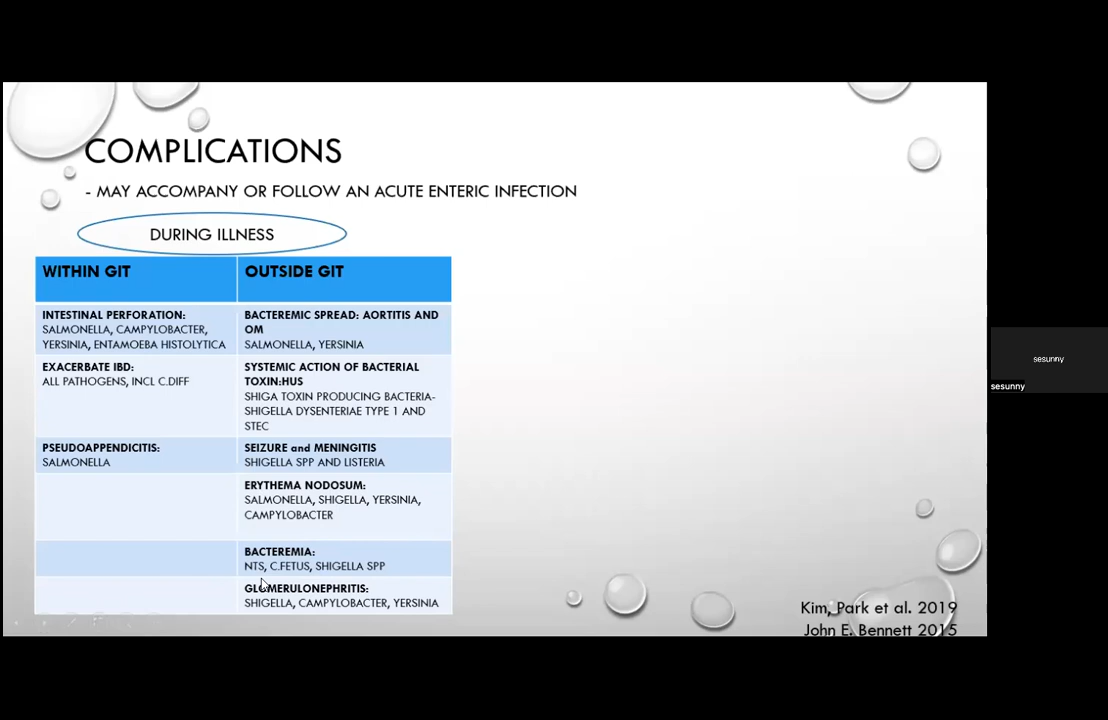 COMPLICATIONS
- MAY ACCOMPANY OR FOLLOW AN ACUTE ENTERIC INFECTION
DURING ILLNESS
WITHIN GIT
OUTSIDE GIT
INTESTINAL PERFORATION:
SALMONELLA, CAMPYLOBACTER,
YERSINIA, ENTAMOEBA HISTOLYTICA
BACTEREMIC SPREAD: AORTITIS AND
OM
SALMONELLA, YERSINIA
EXACERBATE IBD:
ALL PATHOGENS, INCL C.DIFF
SYSTEMIC ACTION OF BACTERIAL
TOXIN:HUS
SHIGA TOXIN PRODUCING BACTERIA-
SHIGELLA DYSENTERIAE TYPE 1 AND
STEC
PSEUDOAPPENDICITIS:
SALMONELLA
SEIZURE and MENINGITIS
SHIGELLA SPP AND LISTERIA
ERYTHEMA NODOSUM:
SALMONELLA, SHIGELLA, YERSINIA,
CAMPYLOBACTER
BACTEREMIA:
NTS, C.FETUS, SHIGELLA SPP
GLOMERULONEPHRITIS:
SHIGELLA, CAMPYLOBACTER, YERSINIA
Kim, Park et al. 2019
John E. Bennett 2015
sesunny
sesunny